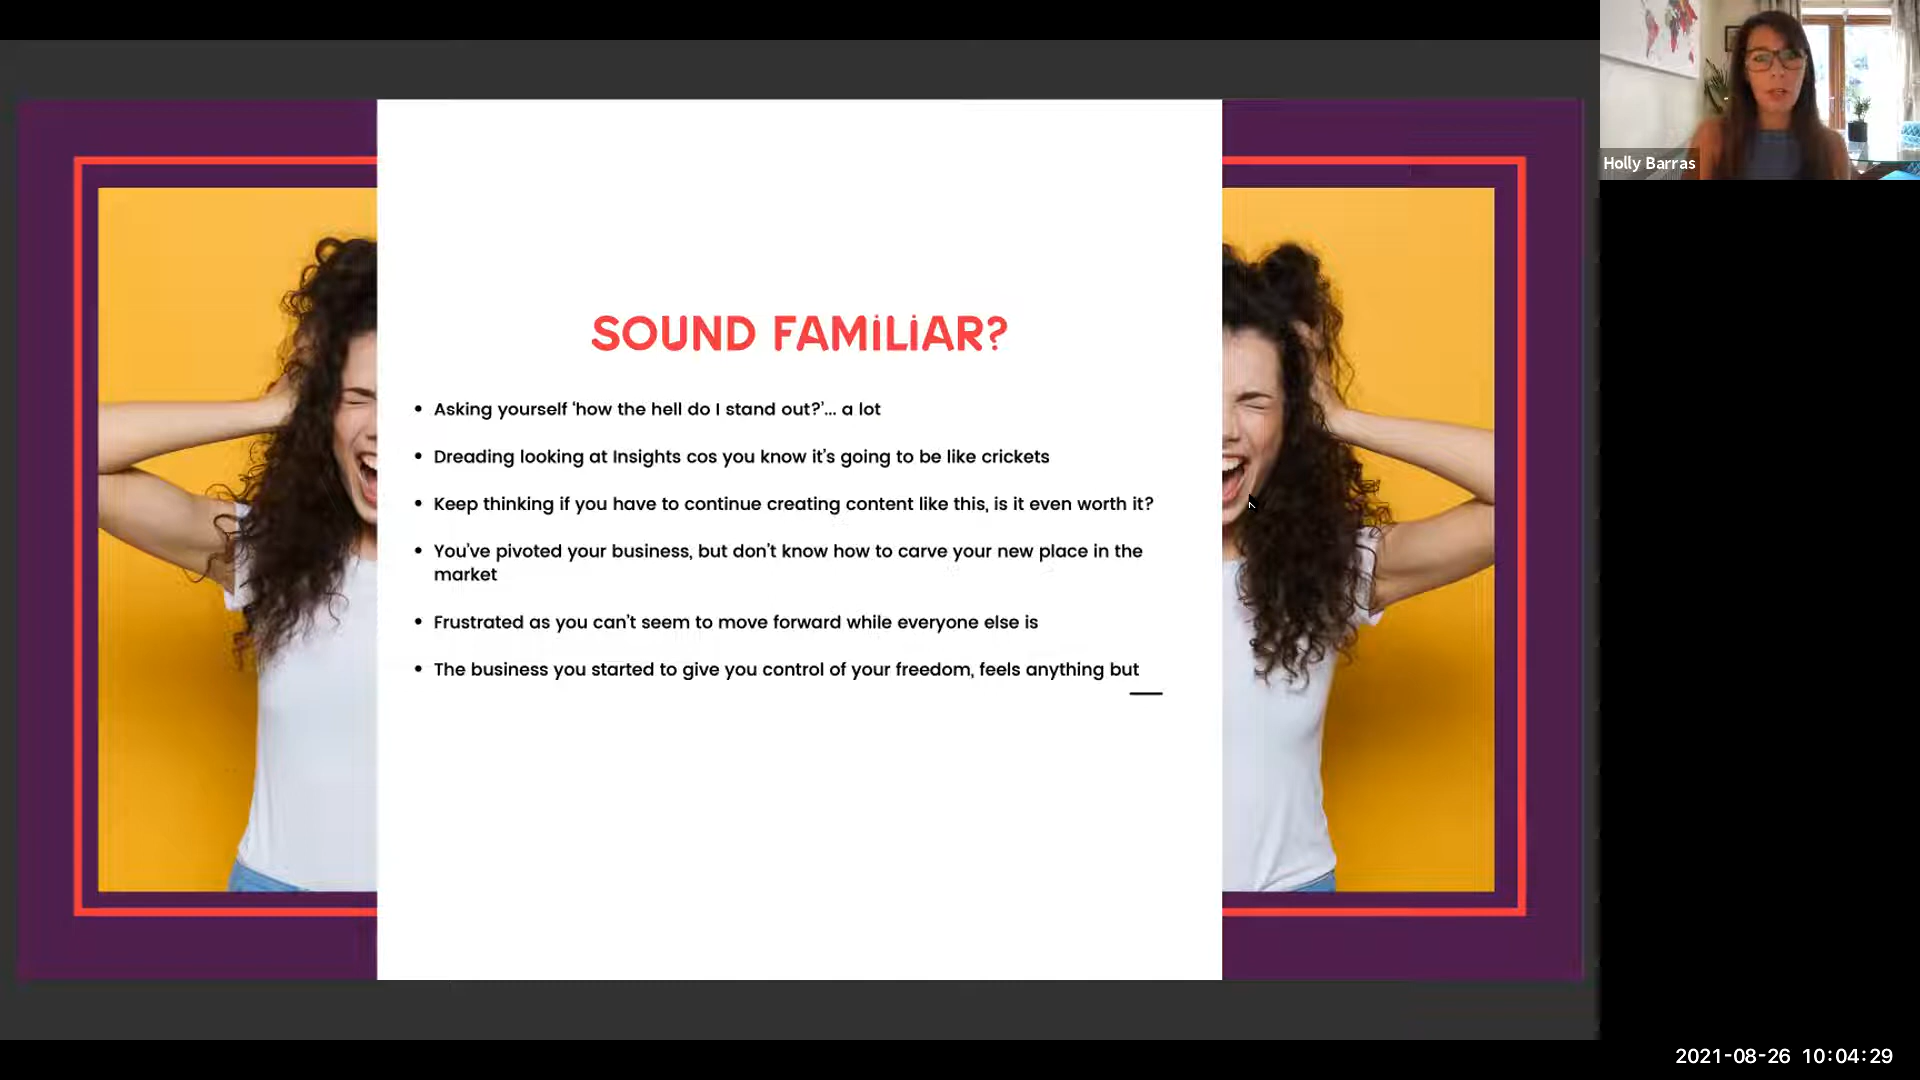 Holly Barras
SOUND FAMILIAR?
• Asking yourself 'how the hell do I stand out?'... a lot
• Dreading looking at Insights cos you know it's going to be like crickets
• Keep thinking if you have to continue creating content like this, is it even worth it?
• You've pivoted your business, but don't know how to carve your new place in the
market
• Frustrated as you can't seem to move forward while everyone else is
• The business you started to give you control of your freedom, feels anything but
2021-08-26 10:04:29